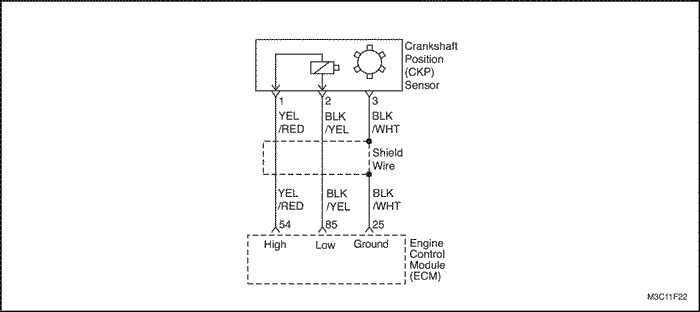 Crankshaft
Position
(CKP)
Sensor
1 2 3
YEL BLK BLK
/RED /YEL /WHT
Shield
Wire
YEL BLK BLK
/RED /YEL /WHT
54 85 25
High Low Ground
Engine
Control
Module
(ECM)
M3C11F22